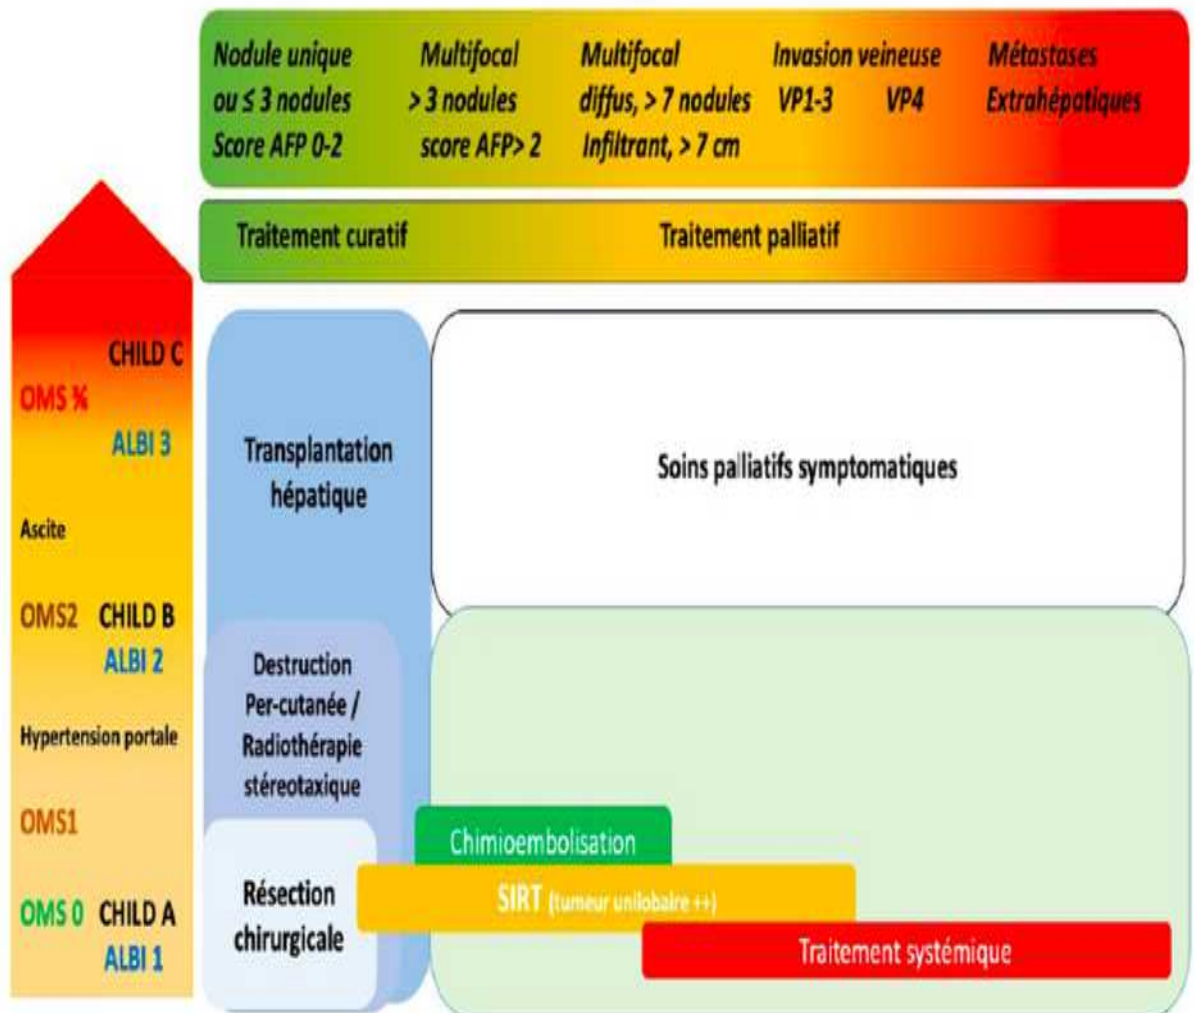 Nodule unique
ou ≤ 3 nodules
Score AFP 0-2
Multifocal
> 3 nodules
score AFP> 2
Multifocal
diffus, > 7 nodules
Infiltrant, > 7 cm
Invasion veineuse
VP1-3 VP4
Métastases
Extrahépatiques
Traitement curatif
Traitement palliatif
CHILD C
OMS ¾
ALBI 3
Ascite
OMS2 CHILD B
ALBI 2
Hypertension portale
OMS1
OMS 0 CHILD A
ALBI 1
Transplantation
hépatique
Soins palliatifs symptomatiques
Destruction
Per-cutanée /
Radiothérapie
stéréotaxique
Résection
chirurgicale
Chimioembolisation
SIRT (tumeur unilobaire ++)
Traitement systémique